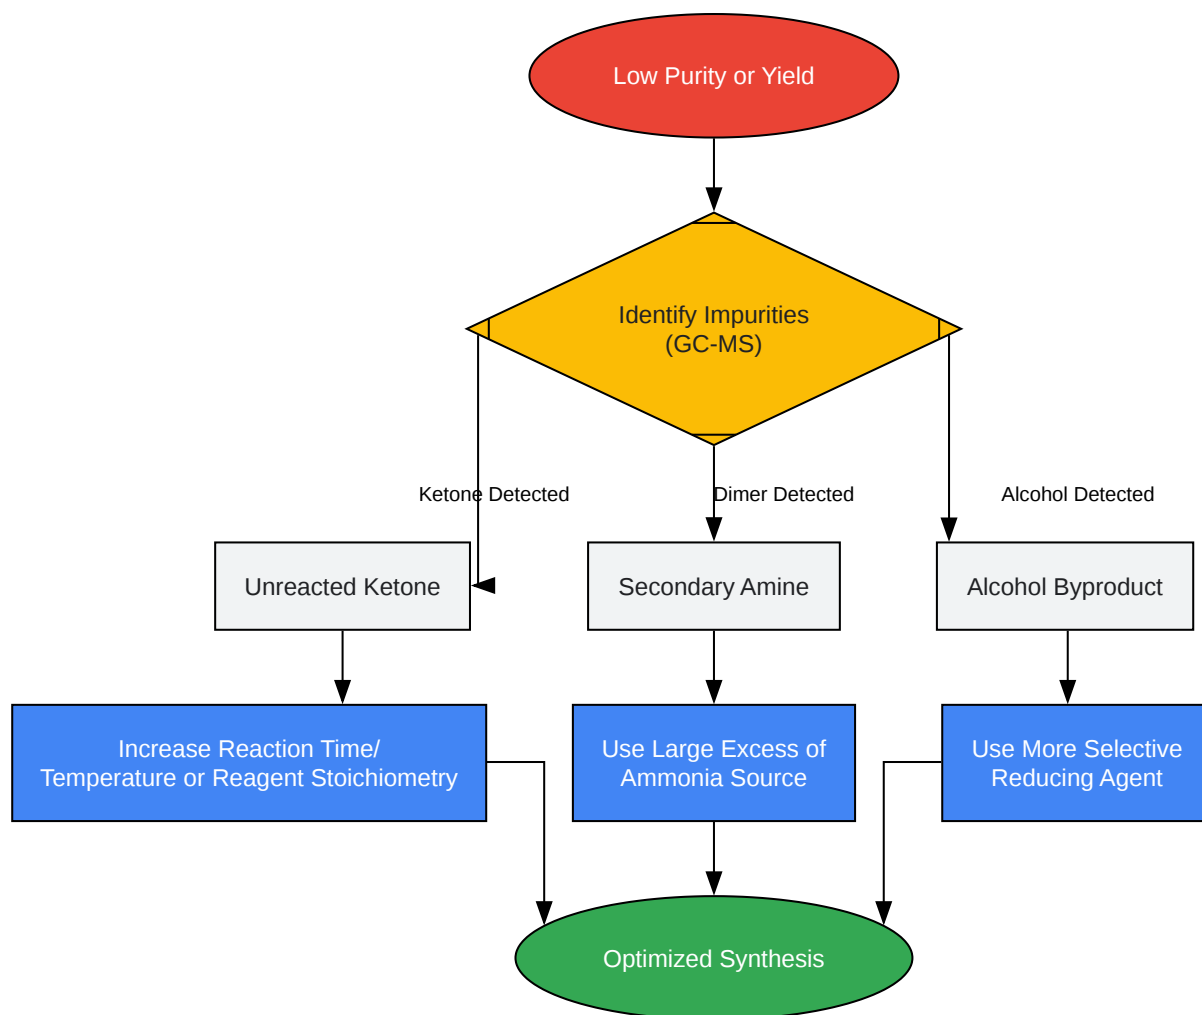 Low Purity or Yield
Identify Impurities
(GC-MS)
Ketone Detected
Dimer Detected
Alcohol Detected
Unreacted Ketone
Secondary Amine
Alcohol Byproduct
Increase Reaction Time/
Temperature or Reagent Stoichiometry
Use Large Excess of
Ammonia Source
Use More Selective
Reducing Agent
Optimized Synthesis